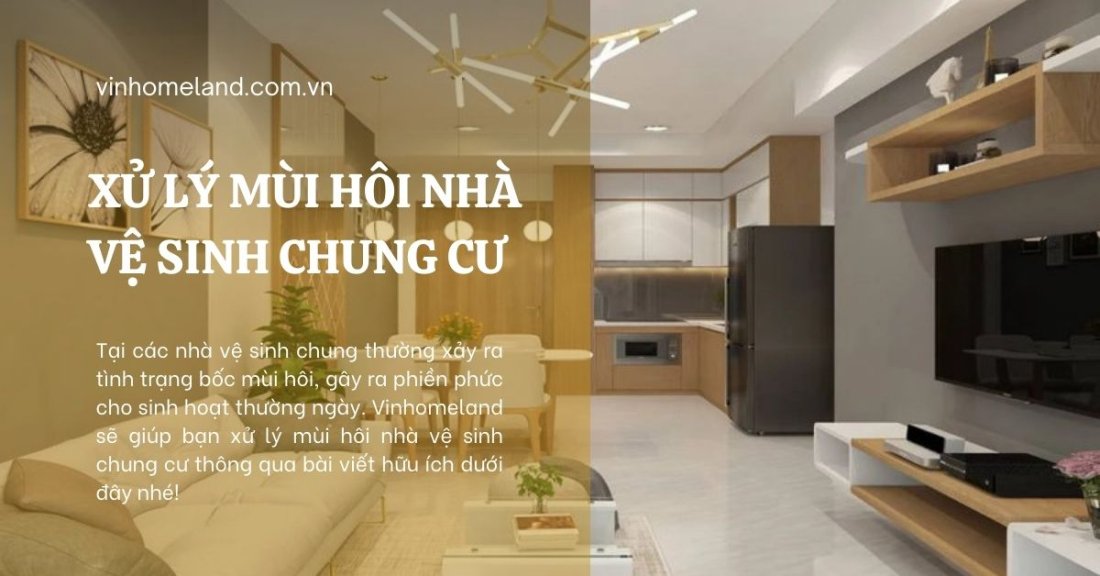 vinhomeland.com.vn
XỬ LÝ MÙI HÔI NHÀ
VỆ SINH CHUNG CƯ
Tại các nhà vệ sinh chung thường xảy ra
tình trạng bốc mùi hôi, gây ra phiền phức
cho sinh hoạt thường ngày. Vinhomeland
sẽ giúp bạn xử lý mùi hôi nhà vệ sinh
chung cư thông qua bài viết hữu ích dưới
đây nhé!